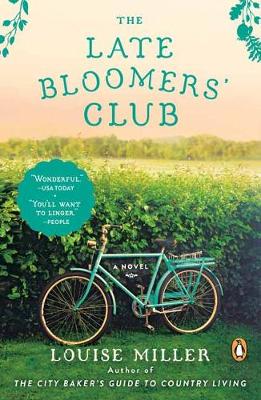 THE
LATE
BLOOMERS'
CLUB
"WONDERFUL."
—USA TODAY
"YOU'LL WANT
TO LINGER."
—PEOPLE
A NOVEL
LOUISE MILLER
Author of
THE CITY BAKER'S GUIDE TO COUNTRY LIVING